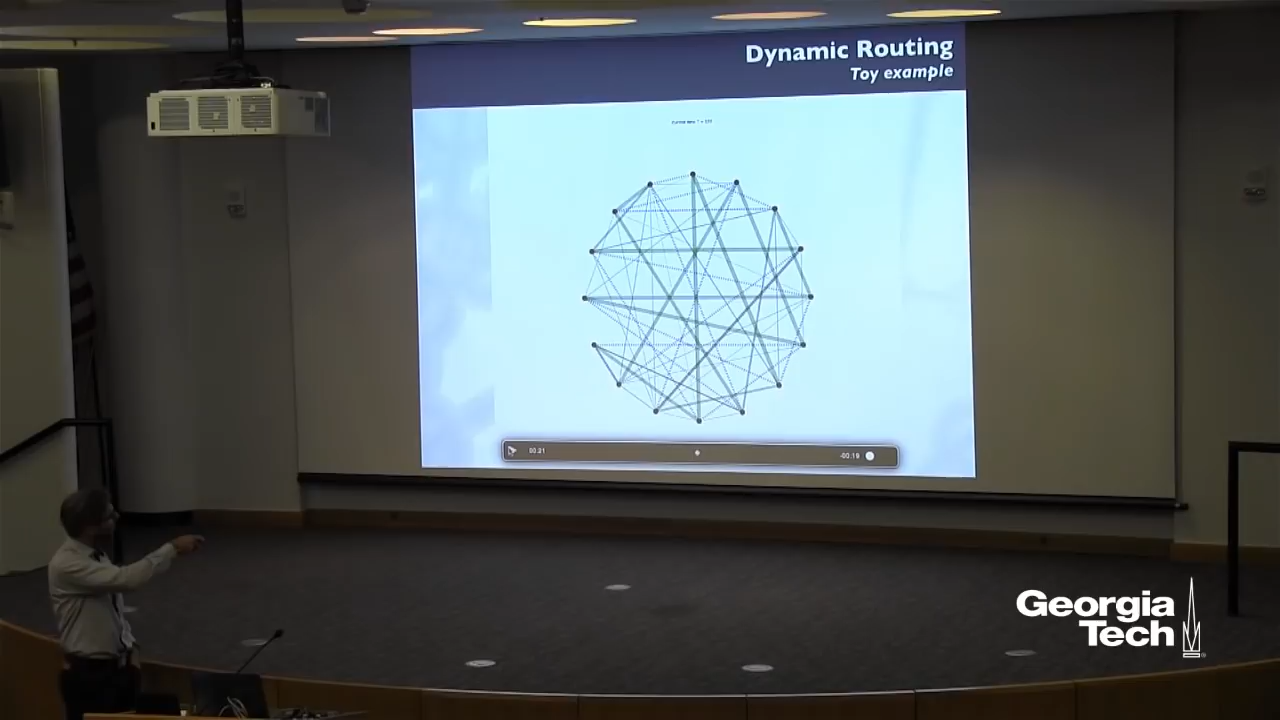 Dynamic Routing
Toy example
00:21
-00:19
Georgia
Tech